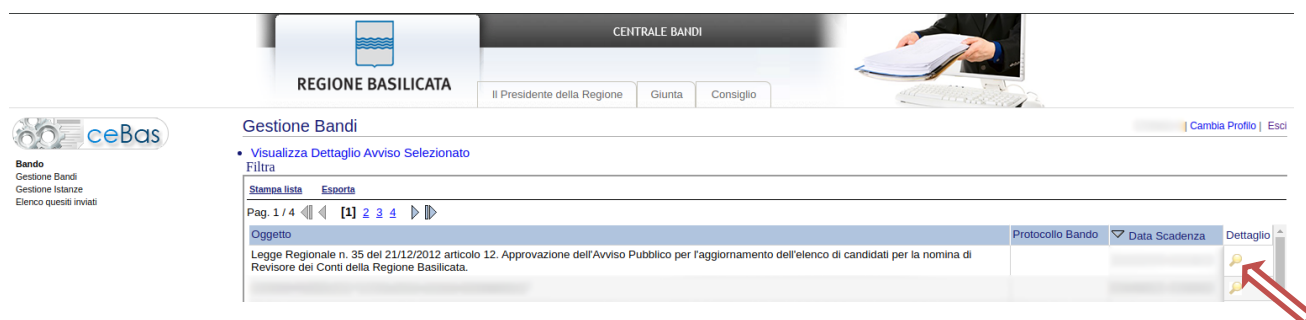 CENTRALE BANDI
REGIONE BASILICATA
Il Presidente della Regione Giunta Consiglio
ceBas
Gestione Bandi
| Cambia Profilo | Esci
Bando
Gestione Bandi
Gestione Istanze
Elenco quesiti inviati
Visualizza Dettaglio Avviso Selezionato
Filtra
Stampa lista Esporta
Pag. 1 / 4 [1] 2 3 4
Oggetto Protocollo Bando Data Scadenza Dettaglio
Legge Regionale n. 35 del 21/12/2012 articolo 12. Approvazione dell'Avviso Pubblico per l'aggiornamento dell'elenco di candidati per la nomina di
Revisore dei Conti della Regione Basilicata.